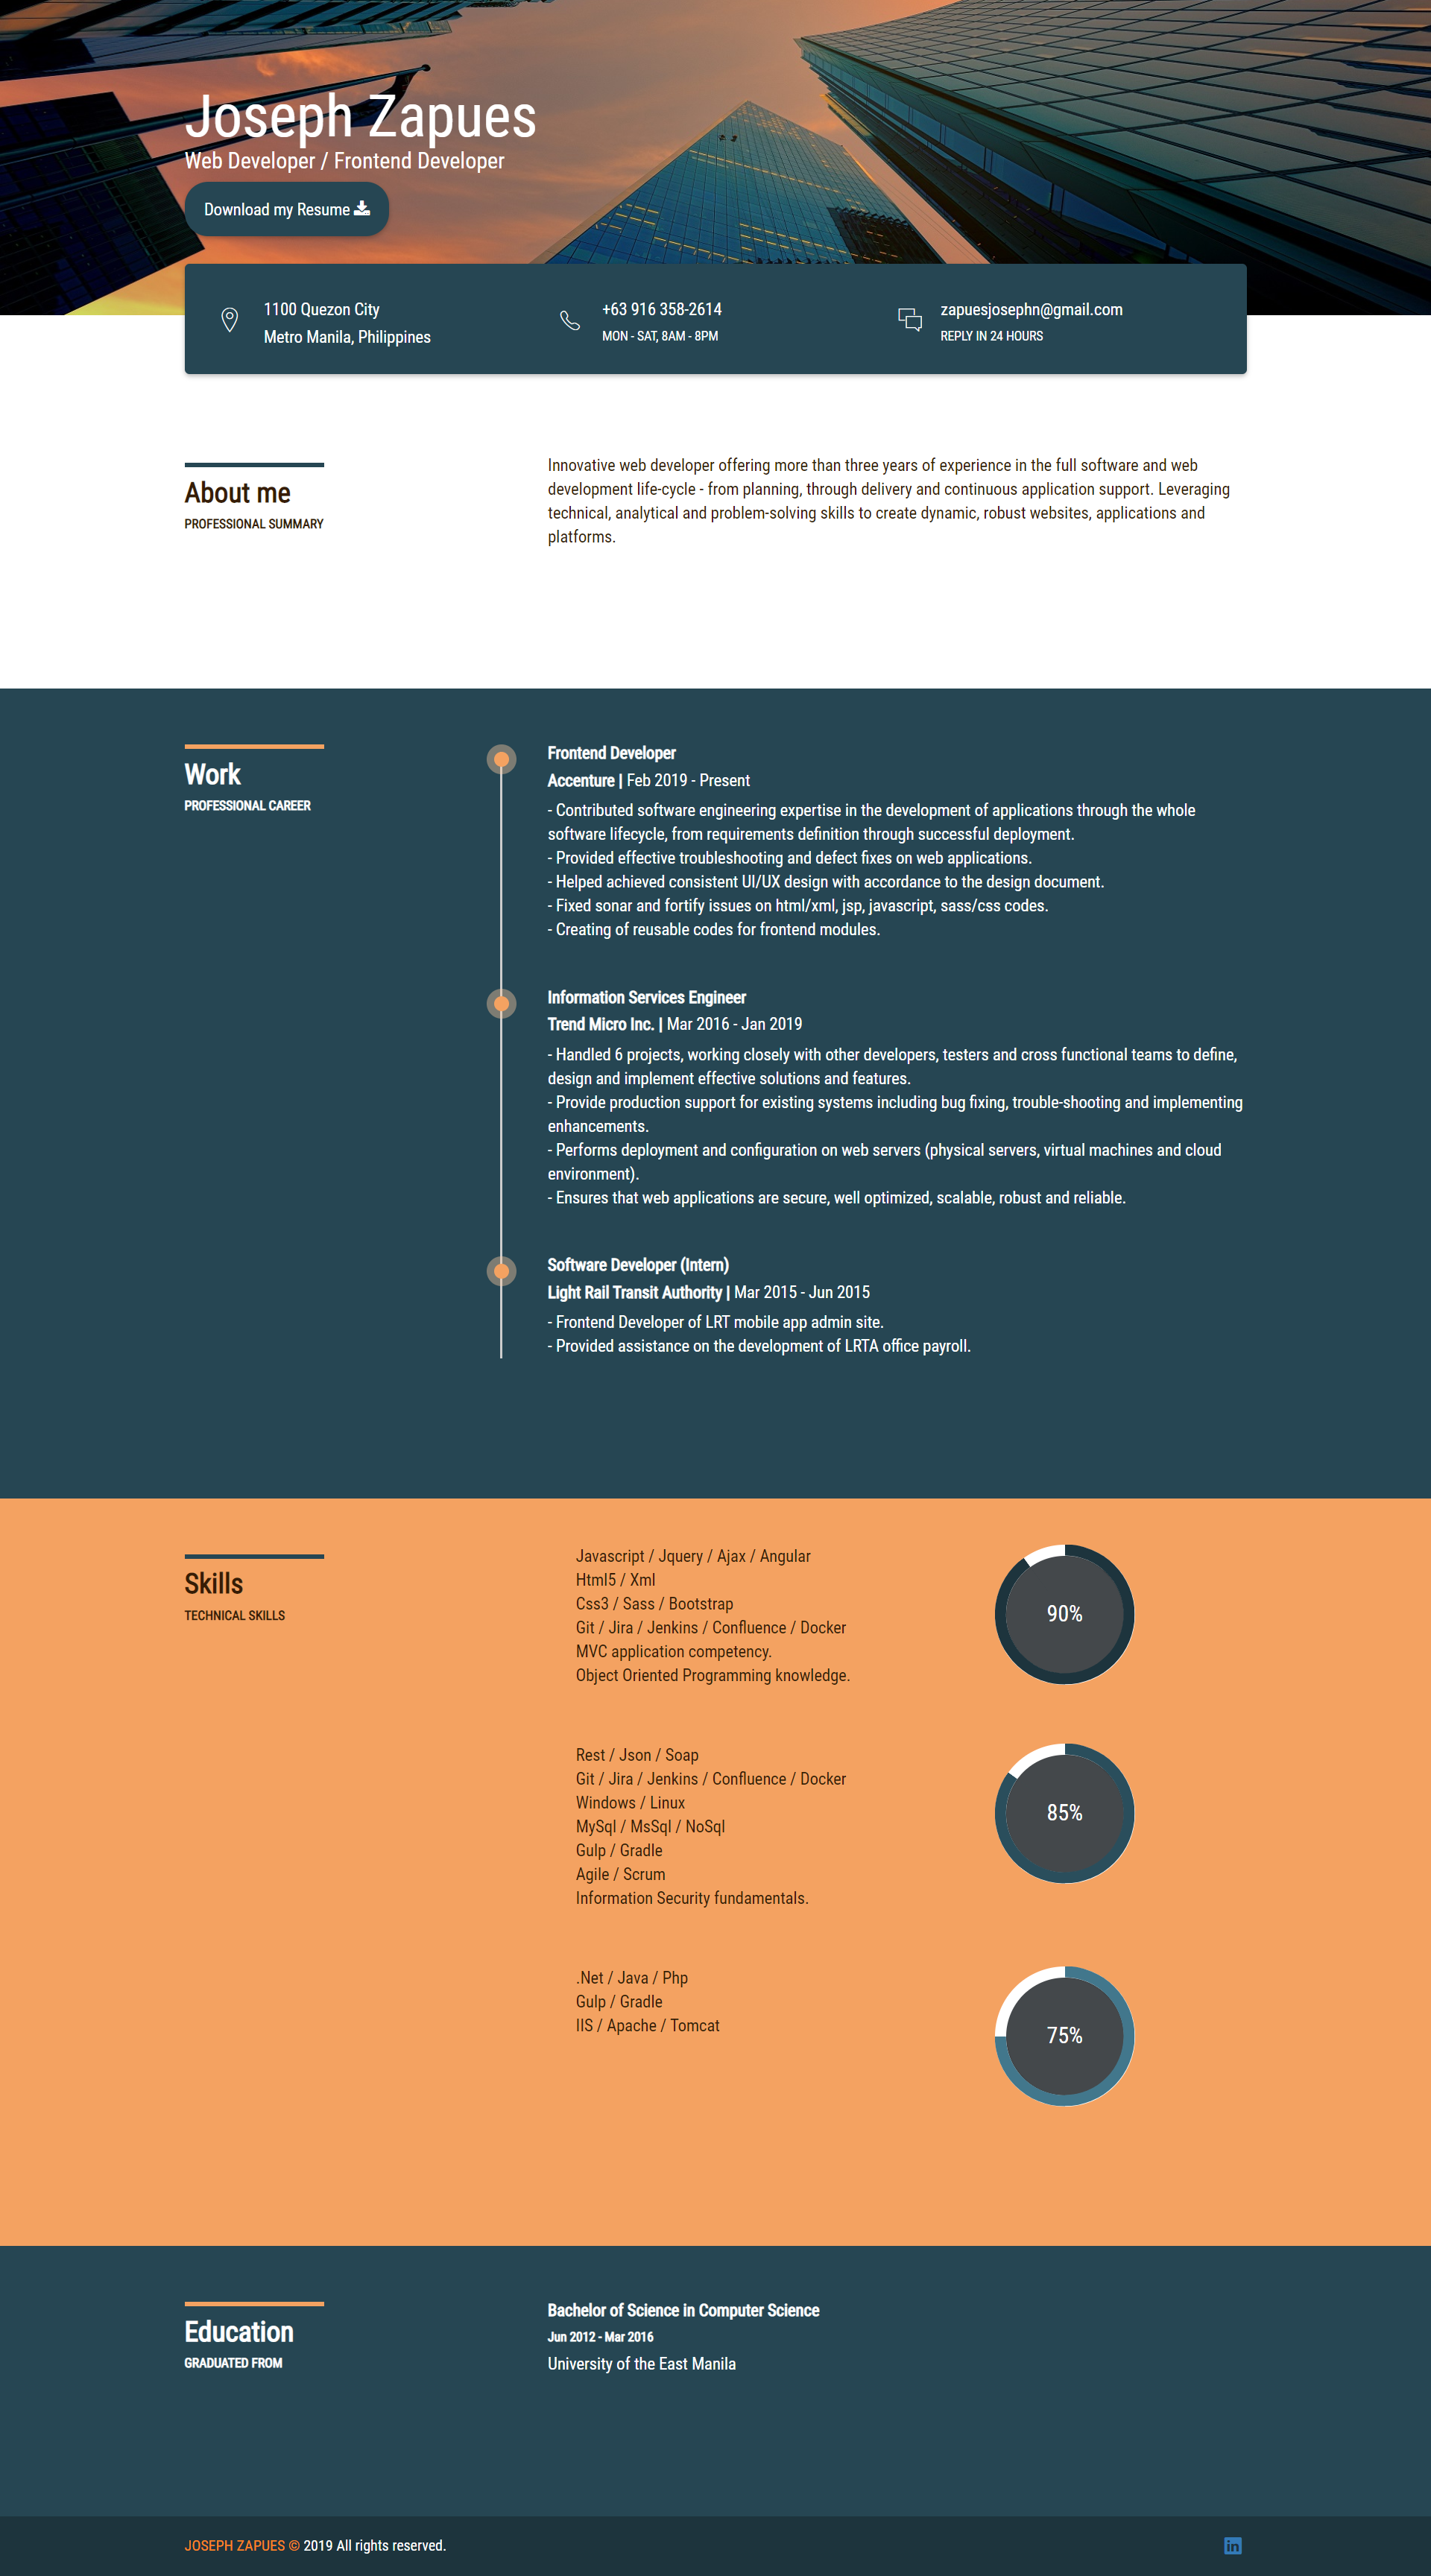 Joseph Zapues
Web Developer / Frontend Developer
Download my Resume
1100 Quezon City
Metro Manila, Philippines
+63 916 358-2614
MON - SAT, 8AM - 8PM
zapuesjosephn@gmail.com
REPLY IN 24 HOURS
About me
PROFESSIONAL SUMMARY
Innovative web developer offering more than three years of experience in the full software and web
development life-cycle - from planning, through delivery and continuous application support. Leveraging
technical, analytical and problem-solving skills to create dynamic, robust websites, applications and
platforms.
Work
PROFESSIONAL CAREER
Frontend Developer
Accenture | Feb 2019 - Present
- Contributed software engineering expertise in the development of applications through the whole
software lifecycle, from requirements definition through successful deployment.
- Provided effective troubleshooting and defect fixes on web applications.
- Helped achieved consistent UI/UX design with accordance to the design document.
- Fixed sonar and fortify issues on html/xml, jsp, javascript, sass/css codes.
- Creating of reusable codes for frontend modules.
Information Services Engineer
Trend Micro Inc. | Mar 2016 - Jan 2019
- Handled 6 projects, working closely with other developers, testers and cross functional teams to define,
design and implement effective solutions and features.
- Provide production support for existing systems including bug fixing, trouble-shooting and implementing
enhancements.
- Performs deployment and configuration on web servers (physical servers, virtual machines and cloud
environment).
- Ensures that web applications are secure, well optimized, scalable, robust and reliable.
Software Developer (Intern)
Light Rail Transit Authority | Mar 2015 - Jun 2015
- Frontend Developer of LRT mobile app admin site.
- Provided assistance on the development of LRTA office payroll.
Skills
TECHNICAL SKILLS
Javascript / Jquery / Ajax / Angular
Html5 / Xml
Css3 / Sass / Bootstrap
Git / Jira / Jenkins / Confluence / Docker
MVC application competency.
Object Oriented Programming knowledge.
90%
Rest / Json / Soap
Git / Jira / Jenkins / Confluence / Docker
Windows / Linux
MySql / MsSql / NoSql
Gulp / Gradle
Agile / Scrum
Information Security fundamentals.
85%
.Net / Java / Php
Gulp / Gradle
IIS / Apache / Tomcat
75%
Education
GRADUATED FROM
Bachelor of Science in Computer Science
Jun 2012 - Mar 2016
University of the East Manila
JOSEPH ZAPUES © 2019 All rights reserved.
in